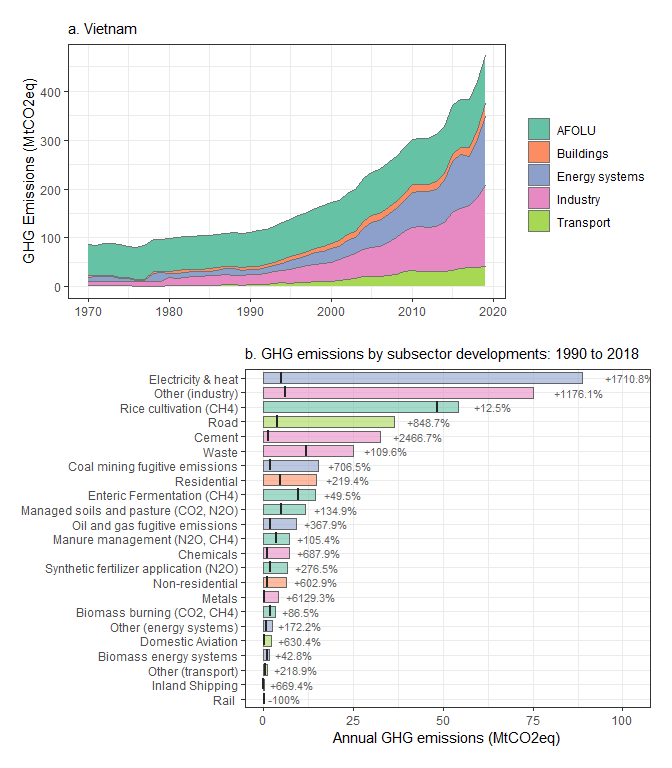 a. Vietnam
GHG Emissions (MtCO2eq)
400
300
200
100
0
1970
1980
1990
2000
2010
2020
AFOLU
Buildings
Energy systems
Industry
Transport
b. GHG emissions by subsector developments: 1990 to 2018
Electricity & heat +1710.8%
Other (industry) +1176.1%
Rice cultivation (CH4) +12.5%
Road +848.7%
Cement +2466.7%
Waste +109.6%
Coal mining fugitive emissions +706.5%
Residential +219.4%
Enteric Fermentation (CH4) +49.5%
Managed soils and pasture (CO2, N2O) +134.9%
Oil and gas fugitive emissions +367.9%
Manure management (N2O, CH4) +105.4%
Chemicals +687.9%
Synthetic fertilizer application (N2O) +276.5%
Non-residential +602.9%
Metals +6129.3%
Biomass burning (CO2, CH4) +86.5%
Other (energy systems) +172.2%
Domestic Aviation +630.4%
Biomass energy systems +42.8%
Other (transport) +218.9%
Inland Shipping +669.4%
Rail -100%
0
25
50
75
100
Annual GHG emissions (MtCO2eq)